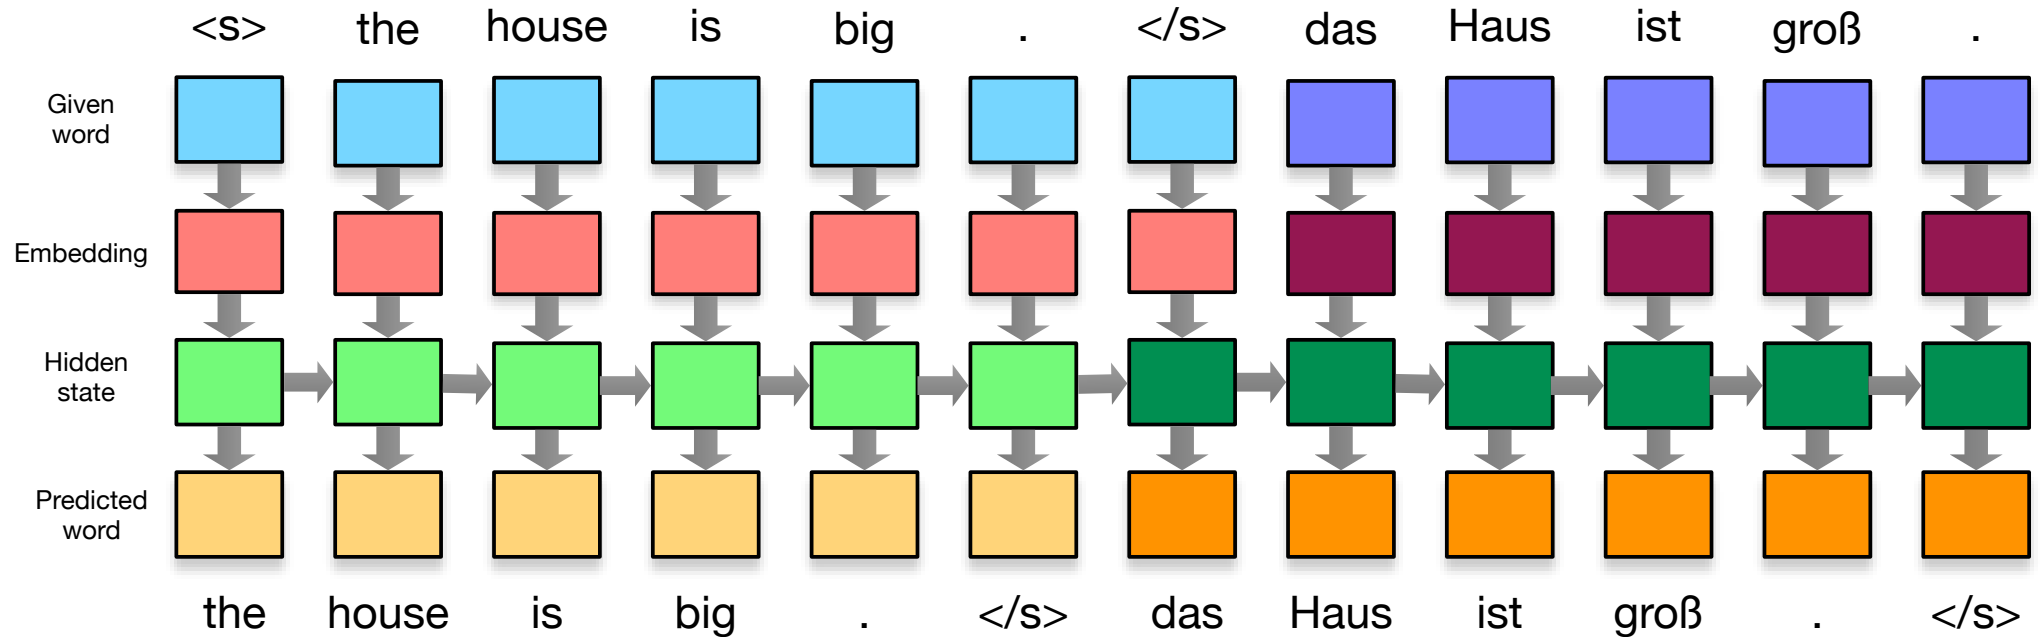 <s> the house is big . </s> das Haus ist groß .
Given
word
Embedding
Hidden
state
Predicted
word
the house is big . </s> das Haus ist groß . </s>